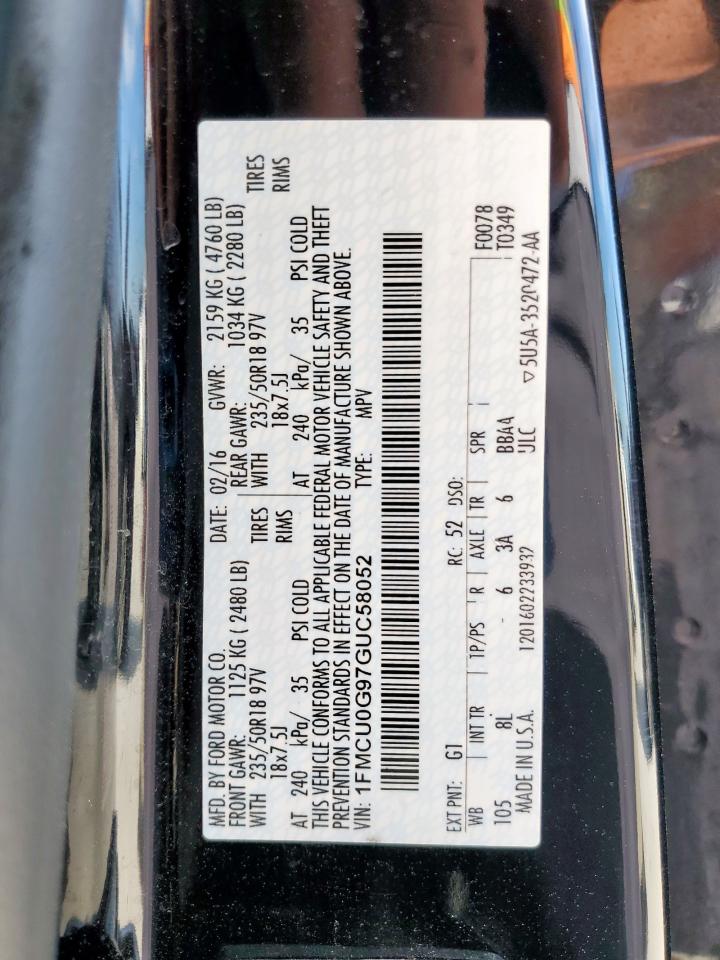 MFD. BY FORD MOTOR CO. DATE: 02/16 GVWR: 2159 KG ( 4760 LB)
FRONT GAWR: 1125 KG ( 2480 LB) REAR GAWR: 1034 KG ( 2280 LB)
WITH 235/50R18 97V TIRES WITH 235/50R18 97V TIRES
18x7.5J RIMS 18x7.5J RIMS
AT 240 kPa/ 35 PSI COLD AT 240 kPa/ 35 PSI COLD
THIS VEHICLE CONFORMS TO ALL APPLICABLE FEDERAL MOTOR VEHICLE SAFETY AND THEFT
PREVENTION STANDARDS IN EFFECT ON THE DATE OF MANUFACTURE SHOWN ABOVE.
VIN: 1FMCU0G97GUC58052 TYPE: MPV
EXT PNT: G1 RC: 52 DSO: F0078
WB INT TR TP/PS R AXLE TR SPR T0349
105 8L - 6 3A 6 BBA4
MADE IN U.S.A. 1201602233937 ULC ▽5U5A-3520472-AA